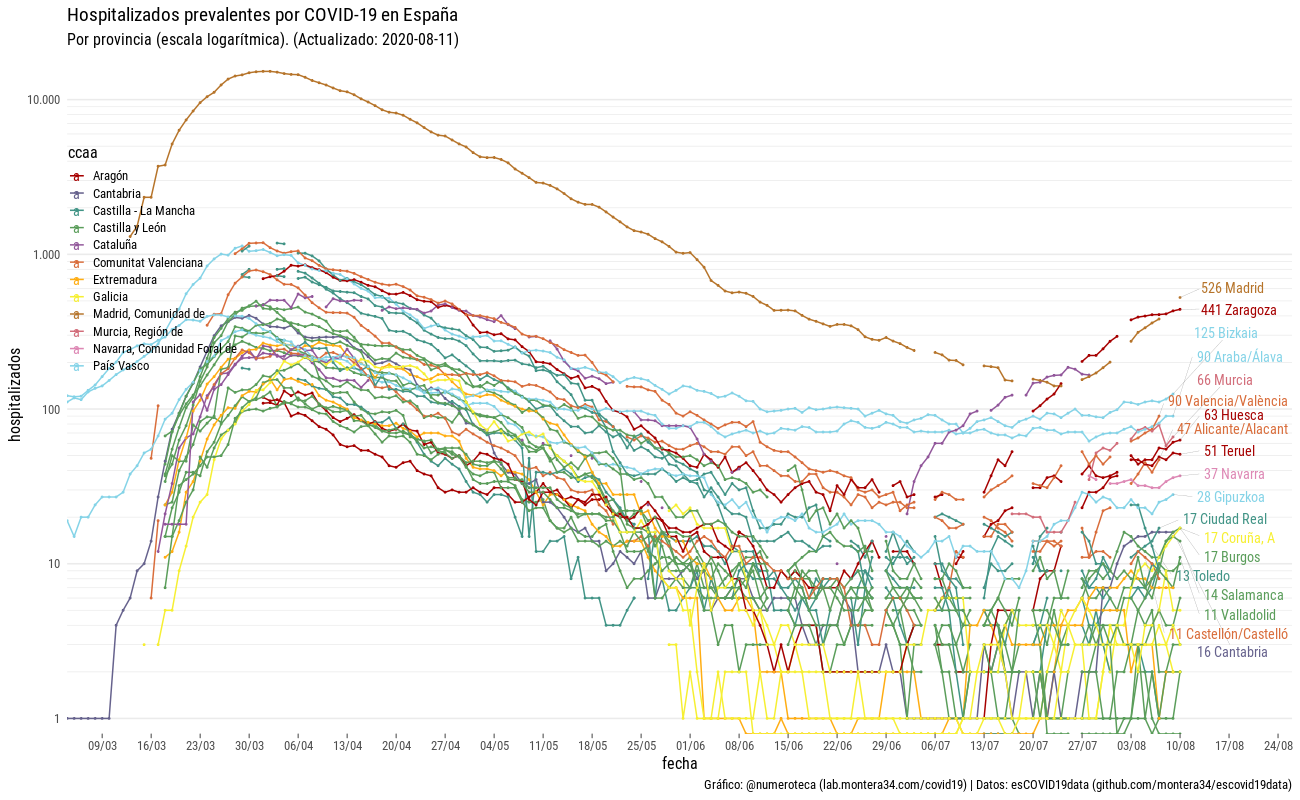 Hospitalizados prevalentes por COVID-19 en España
Por provincia (escala logarítmica). (Actualizado: 2020-08-11)
hospitalizados
10.000
1.000
100
10
1
ccaa
a Aragón
a Cantabria
a Castilla - La Mancha
a Castilla y León
a Cataluña
a Comunitat Valenciana
a Extremadura
a Galicia
a Madrid, Comunidad de
a Murcia, Región de
a Navarra, Comunidad Foral de
a País Vasco
526 Madrid
441 Zaragoza
125 Bizkaia
90 Araba/Álava
66 Murcia
90 Valencia/València
63 Huesca
47 Alicante/Alacant
51 Teruel
37 Navarra
28 Gipuzkoa
17 Ciudad Real
17 Coruña, A
17 Burgos
13 Toledo
14 Salamanca
11 Valladolid
11 Castellón/Castelló
16 Cantabria
09/03 16/03 23/03 30/03 06/04 13/04 20/04 27/04 04/05 11/05 18/05 25/05 01/06 08/06 15/06 22/06 29/06 06/07 13/07 20/07 27/07 03/08 10/08 17/08 24/08
fecha
Gráfico: @numeroteca (lab.montera34.com/covid19) | Datos: esCOVID19data (github.com/montera34/escovid19data)